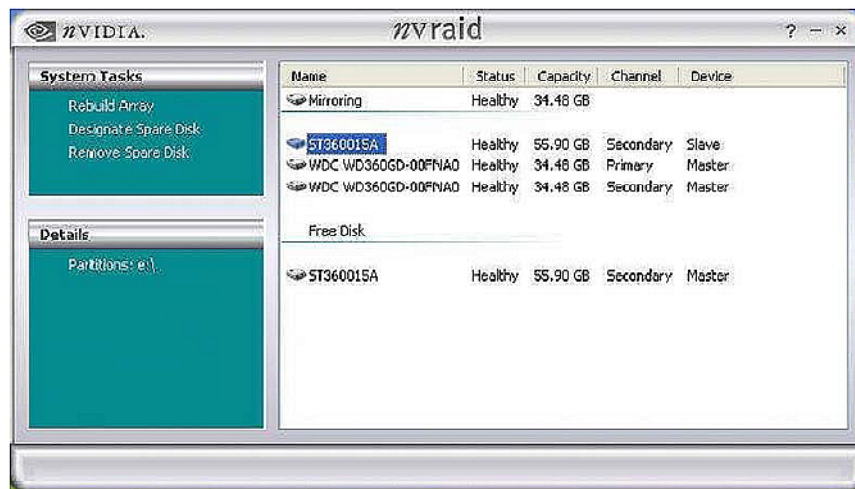 nVIDIA. nvraid ? – ×
System Tasks
Rebuild Array
Designate Spare Disk
Remove Spare Disk
Details
Partitions: e:\
Name Status Capacity Channel Device
Mirroring Healthy 34.48 GB
ST360015A Healthy 55.90 GB Secondary Slave
WDC WD360GD-00FNA0 Healthy 34.48 GB Primary Master
WDC WD360GD-00FNA0 Healthy 34.48 GB Secondary Master
Free Disk
ST360015A Healthy 55.90 GB Secondary Master